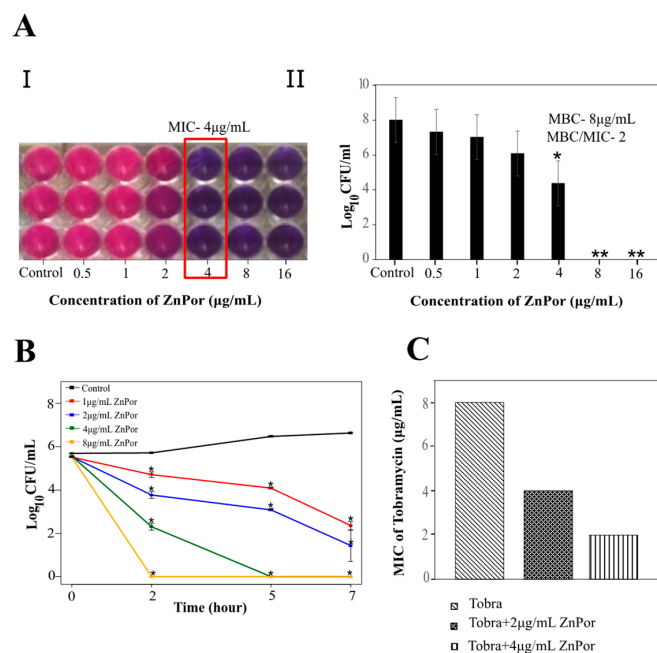 A
I
II
MIC- 4µg/mL
Control 0.5 1 2 4 8 16
Concentration of ZnPor (µg/mL)
10
8
6
4
2
0
Log10CFU/ml
MBC- 8µg/mL
MBC/MIC- 2
*
** **
Control 0.5 1 2 4 8 16
Concentration of ZnPor (µg/mL)
B
Control
1µg/mL ZnPor
2µg/mL ZnPor
4µg/mL ZnPor
8µg/mL ZnPor
8
6
4
2
0
Log10CFU/mL
* * *
* * *
* * *
*
0 2 5 7
Time (hour)
C
8
6
4
2
0
MIC of Tobramycin (µg/mL)
Tobra
Tobra+2µg/mL ZnPor
Tobra+4µg/mL ZnPor